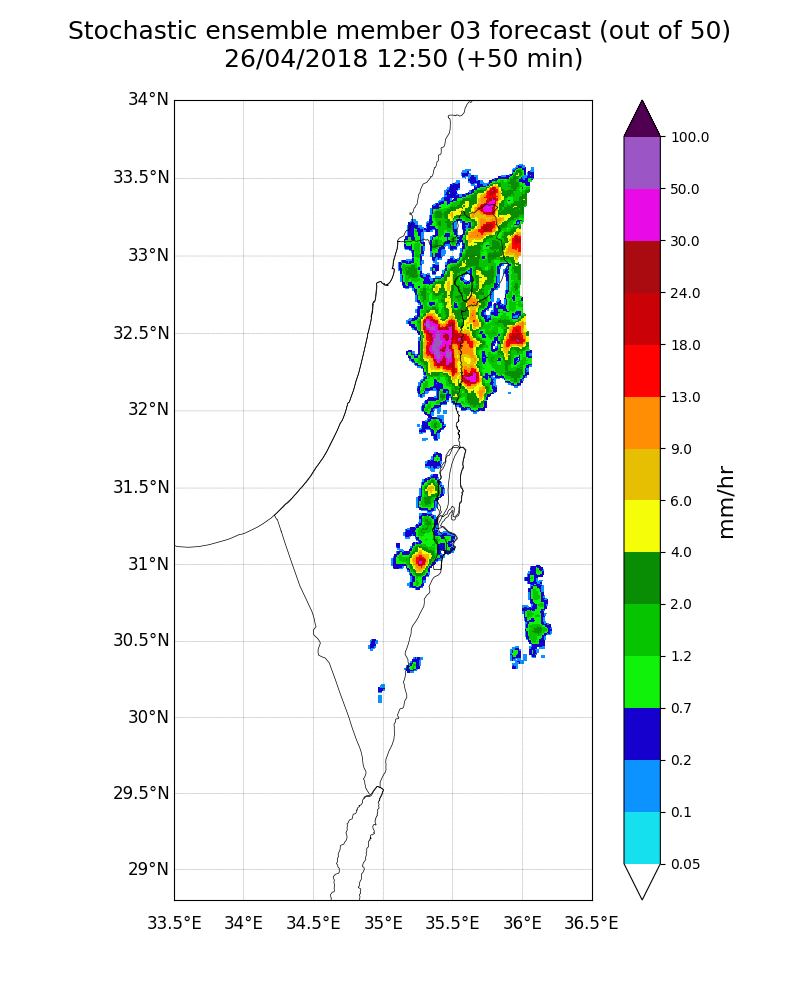 Stochastic ensemble member 03 forecast (out of 50)
26/04/2018 12:50 (+50 min)
34°N
33.5°N
33°N
32.5°N
32°N
31.5°N
31°N
30.5°N
30°N
29.5°N
29°N
33.5°E
34°E
34.5°E
35°E
35.5°E
36°E
36.5°E
100.0
50.0
30.0
24.0
18.0
13.0
9.0
6.0
4.0
2.0
1.2
0.7
0.2
0.1
0.05
mm/hr